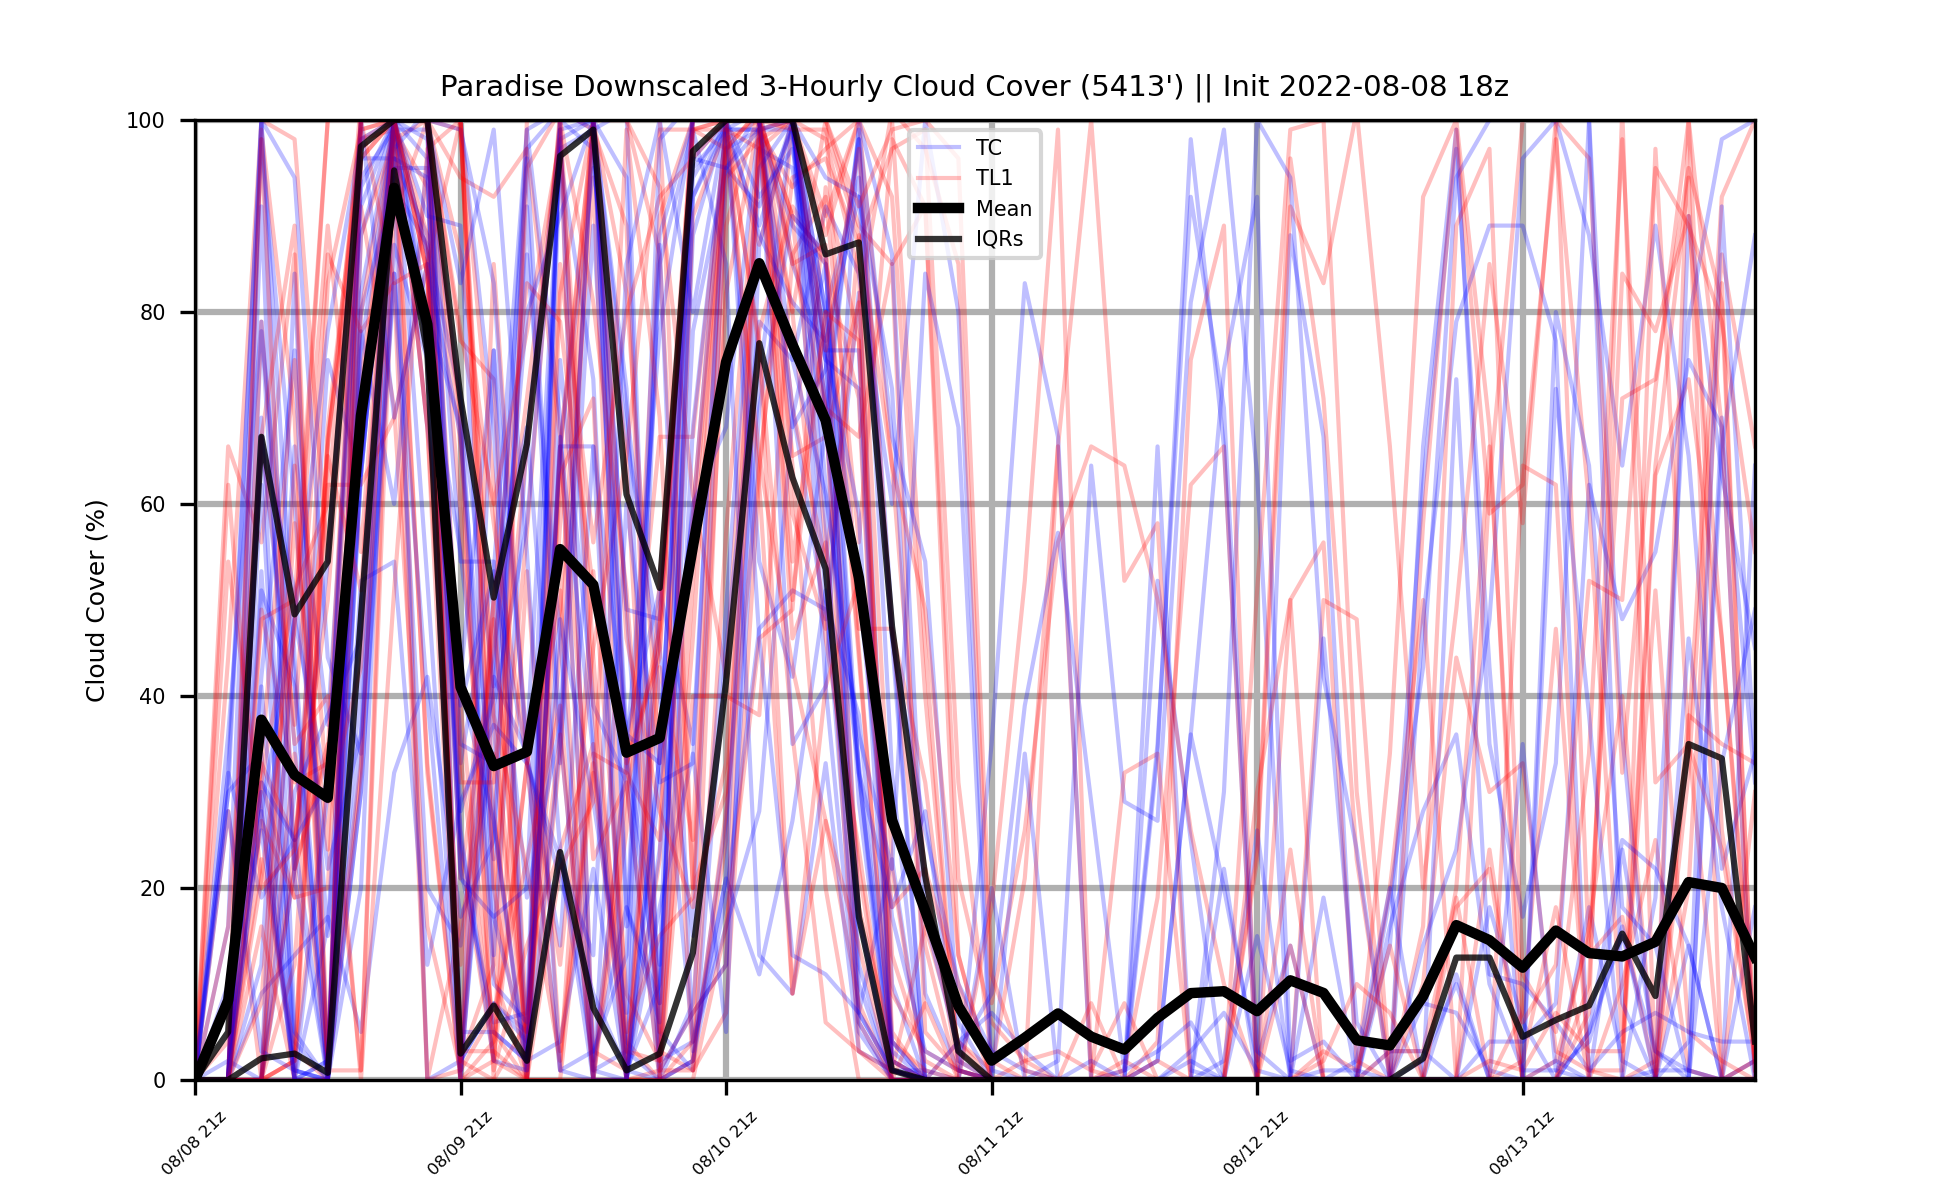 Paradise Downscaled 3-Hourly Cloud Cover (5413') || Init 2022-08-08 18z
Cloud Cover (%)
100
80
60
40
20
0
TC
TL1
Mean
IQRs
08/08 21z
08/09 21z
08/10 21z
08/11 21z
08/12 21z
08/13 21z